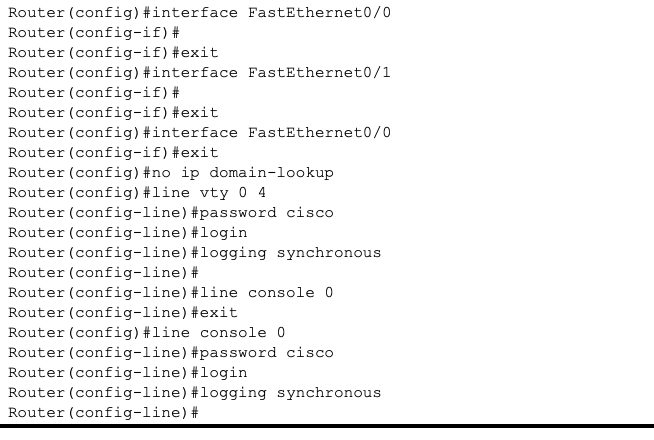 Router(config)#interface FastEthernet0/0
Router(config-if)#
Router(config-if)#exit
Router(config)#interface FastEthernet0/1
Router(config-if)#
Router(config-if)#exit
Router(config)#interface FastEthernet0/0
Router(config-if)#exit
Router(config)#no ip domain-lookup
Router(config)#line vty 0 4
Router(config-line)#password cisco
Router(config-line)#login
Router(config-line)#logging synchronous
Router(config-line)#
Router(config-line)#line console 0
Router(config-line)#exit
Router(config)#line console 0
Router(config-line)#password cisco
Router(config-line)#login
Router(config-line)#logging synchronous
Router(config-line)#